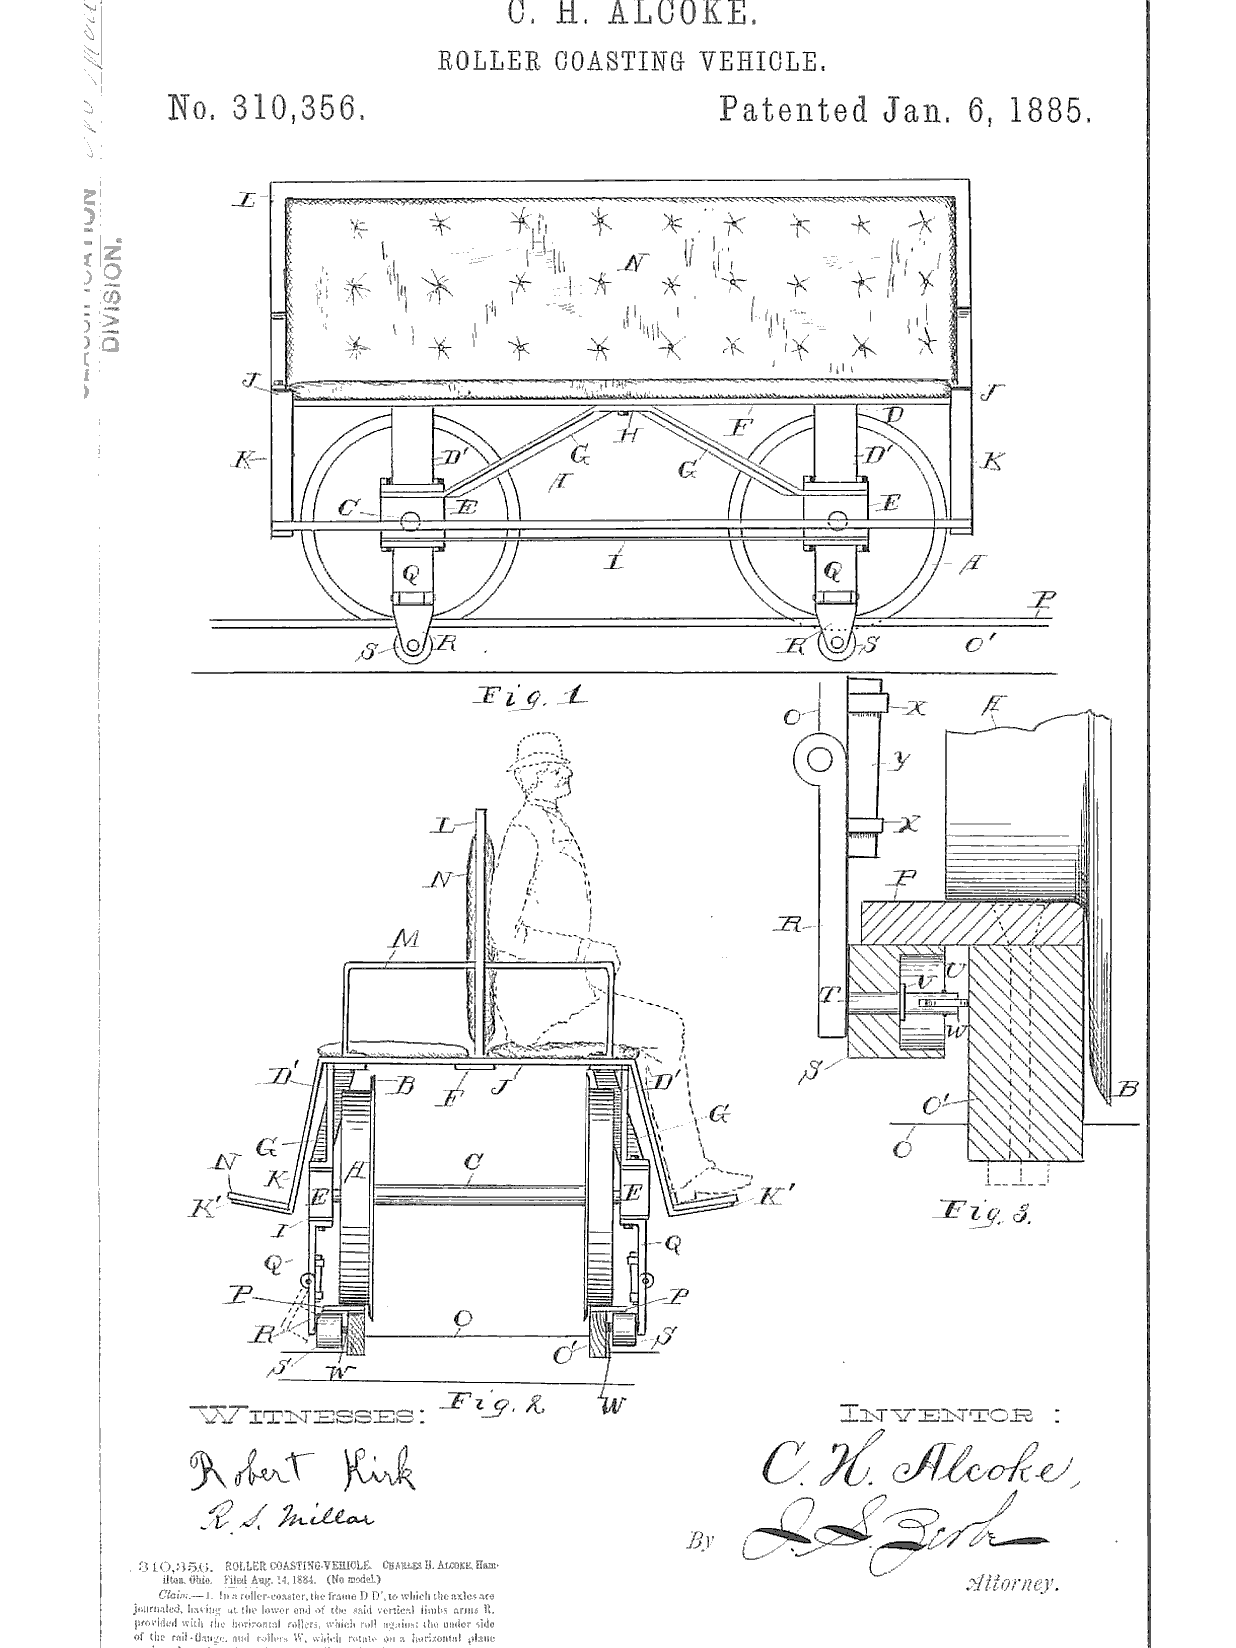 C. H. ALCOKE.
ROLLER COASTING VEHICLE.
No. 310,356.
Patented Jan. 6, 1885.
DIVISION.
L
N
J
J
D
F
H
G
G
D'
D'
K
A
K
C
E
E
I
Q
Q
A
P
S
R
R
S
O'
Fig. 1
O
X
A
Y
X
P
R
T
V
U
W
S
O'
B
O
Fig. 3.
L
N
M
D'
B
F
J
D'
G
G
N
K
A
C
K'
E
E
K'
I
Q
Q
P
P
R
O
S
W
O'
S
W
Fig. 2
WITNESSES:
Robert Kirk
R. S. Millar
INVENTOR :
C. H. Alcoke,
By J. S. Zerbe
Attorney.
310,356. ROLLER COASTING-VEHICLE. CHARLES H. ALCOKE, Ham-
ilton, Ohio. Filed Aug. 14, 1884. (No model.)
Claim.—1. In a roller-coaster, the frame D D', to which the axles are
journaled, having at the lower end of the said vertical limbs arms R,
provided with the horizontal rollers, which roll against the under side
of the rail-flange, and rollers W, which rotate on a horizontal plane